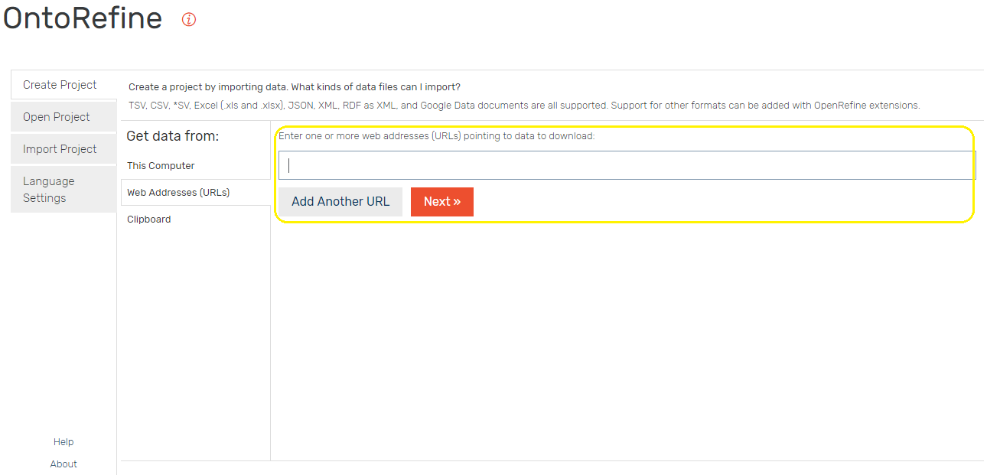 OntoRefine
Create Project
Open Project
Import Project
Language
Settings
Help
About
Create a project by importing data. What kinds of data files can I import?
TSV, CSV, *SV, Excel (.xls and .xlsx), JSON, XML, RDF as XML, and Google Data documents are all supported. Support for other formats can be added with OpenRefine extensions.
Get data from:
This Computer
Web Addresses (URLs)
Clipboard
Enter one or more web addresses (URLs) pointing to data to download:
Add Another URL
Next »